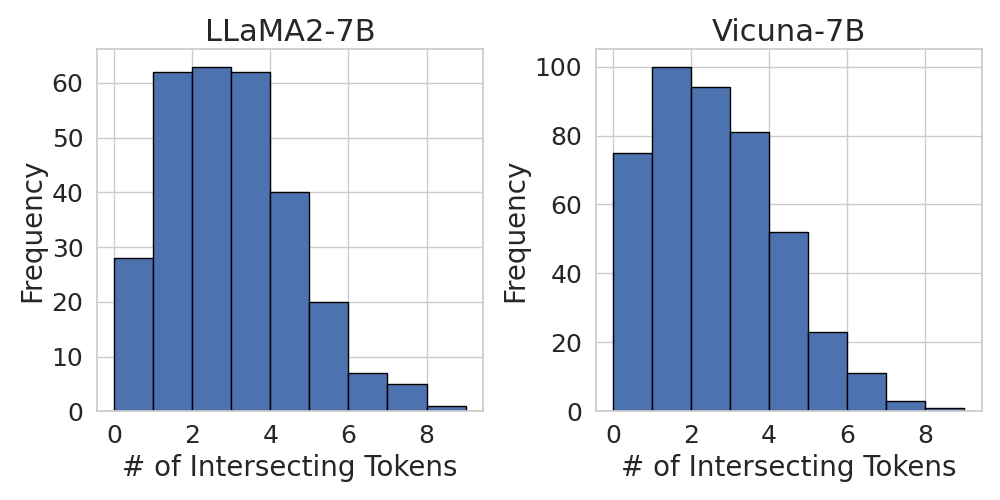 LLaMA2-7B
Frequency
60
50
40
30
20
10
0
0 2 4 6 8
# of Intersecting Tokens
Vicuna-7B
Frequency
100
80
60
40
20
0
0 2 4 6 8
# of Intersecting Tokens